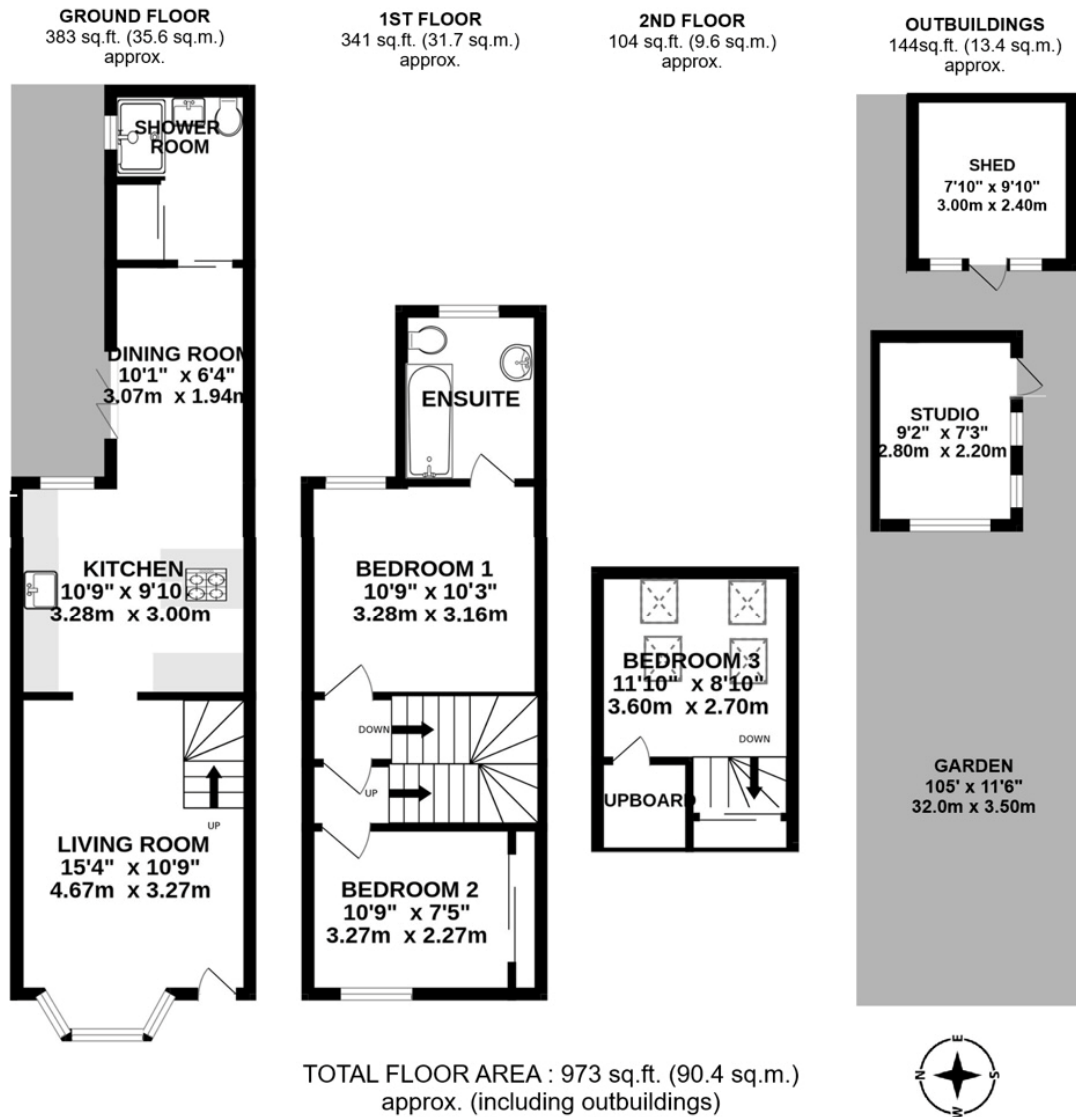 GROUND FLOOR
383 sq.ft. (35.6 sq.m.)
approx.
1ST FLOOR
341 sq.ft. (31.7 sq.m.)
approx.
2ND FLOOR
104 sq.ft. (9.6 sq.m.)
approx.
OUTBUILDINGS
144sq.ft. (13.4 sq.m.)
approx.
SHOWER
ROOM
DINING ROOM
10'1" x 6'4"
3.07m x 1.94m
KITCHEN
10'9" x 9'10
3.28m x 3.00m
UP
LIVING ROOM
15'4" x 10'9"
4.67m x 3.27m
ENSUITE
BEDROOM 1
10'9" x 10'3"
3.28m x 3.16m
DOWN
UP
BEDROOM 2
10'9" x 7'5"
3.27m x 2.27m
BEDROOM 3
11'10" x 8'10"
3.60m x 2.70m
DOWN
UPBOARD
SHED
7'10" x 9'10"
3.00m x 2.40m
STUDIO
9'2" x 7'3"
2.80m x 2.20m
GARDEN
105' x 11'6"
32.0m x 3.50m
TOTAL FLOOR AREA : 973 sq.ft. (90.4 sq.m.)
approx. (including outbuildings)
E
N
S
W